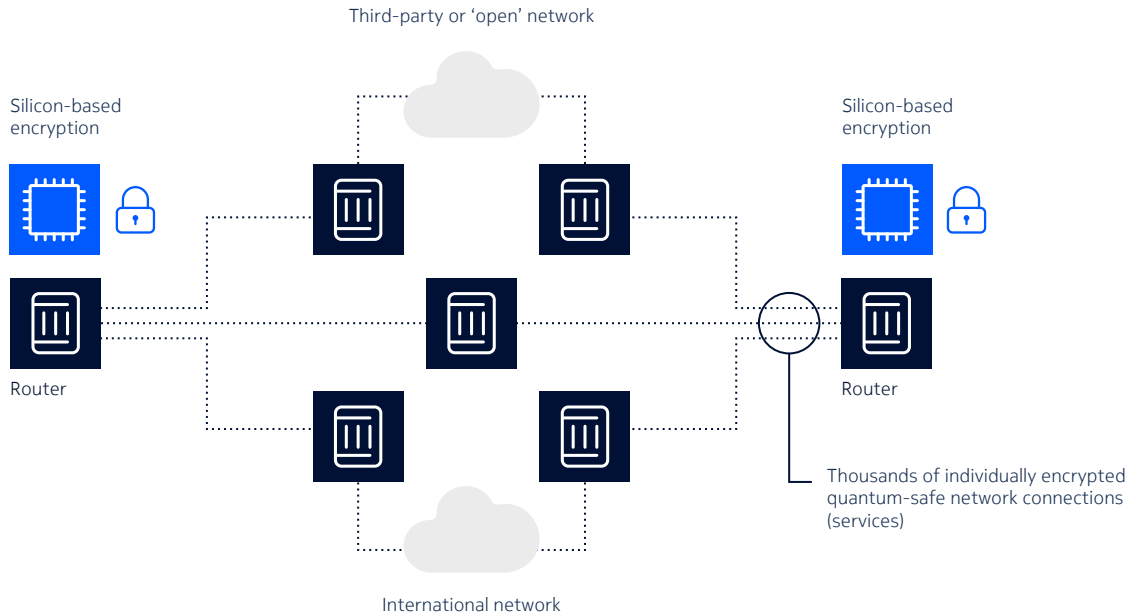 Third-party or ‘open’ network
Silicon-based
encryption
Silicon-based
encryption
Router
Router
Thousands of individually encrypted
quantum-safe network connections
(services)
International network